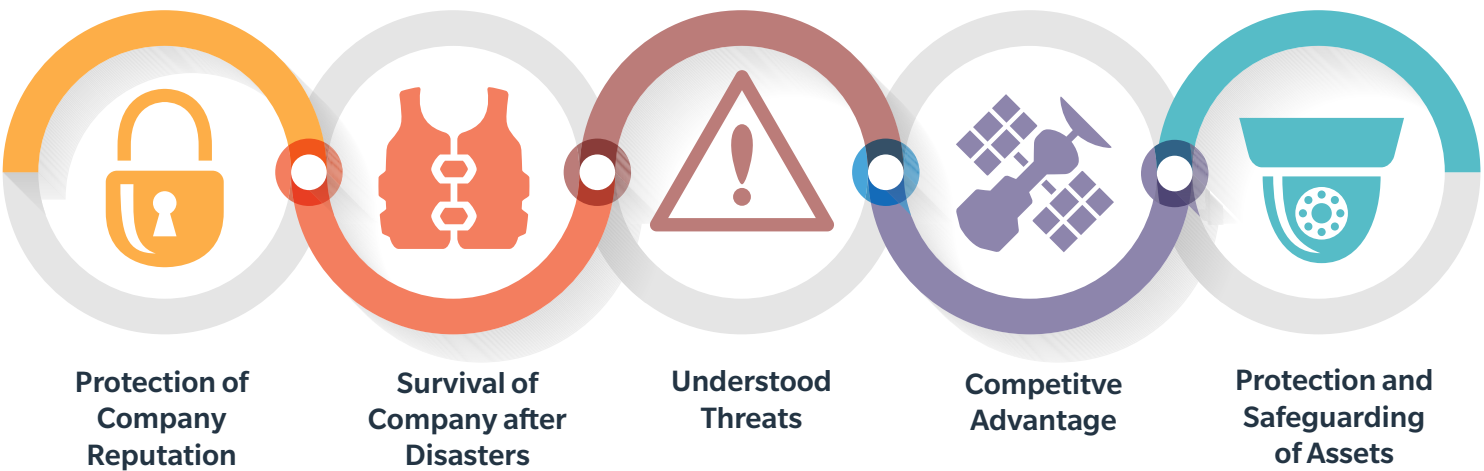 Protection of
Company
Reputation
Survival of
Company after
Disasters
Understood
Threats
Competitve
Advantage
Protection and
Safeguarding
of Assets